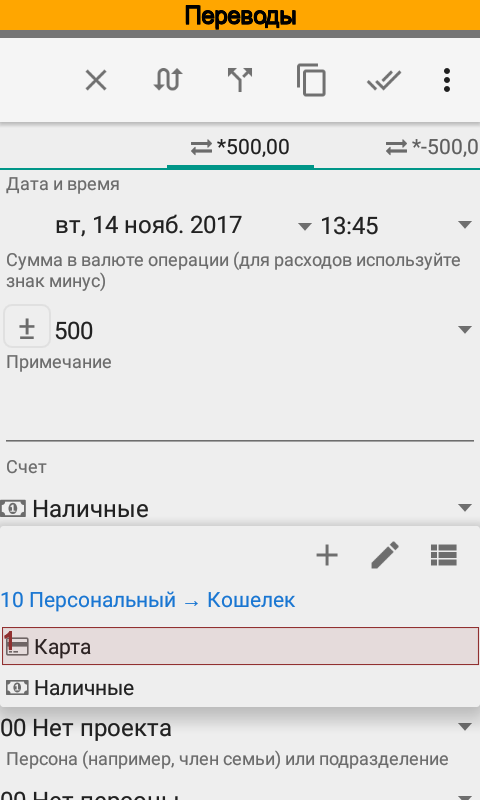 Переводы
*500,00
*-500,0
Дата и время
вт, 14 нояб. 2017
13:45
Сумма в валюте операции (для расходов используйте
знак минус)
± 500
Примечание
Счет
Наличные
10 Персональный → Кошелек
1 Карта
Наличные
00 Нет проекта
Персона (например, член семьи) или подразделение
00 Нет персоны